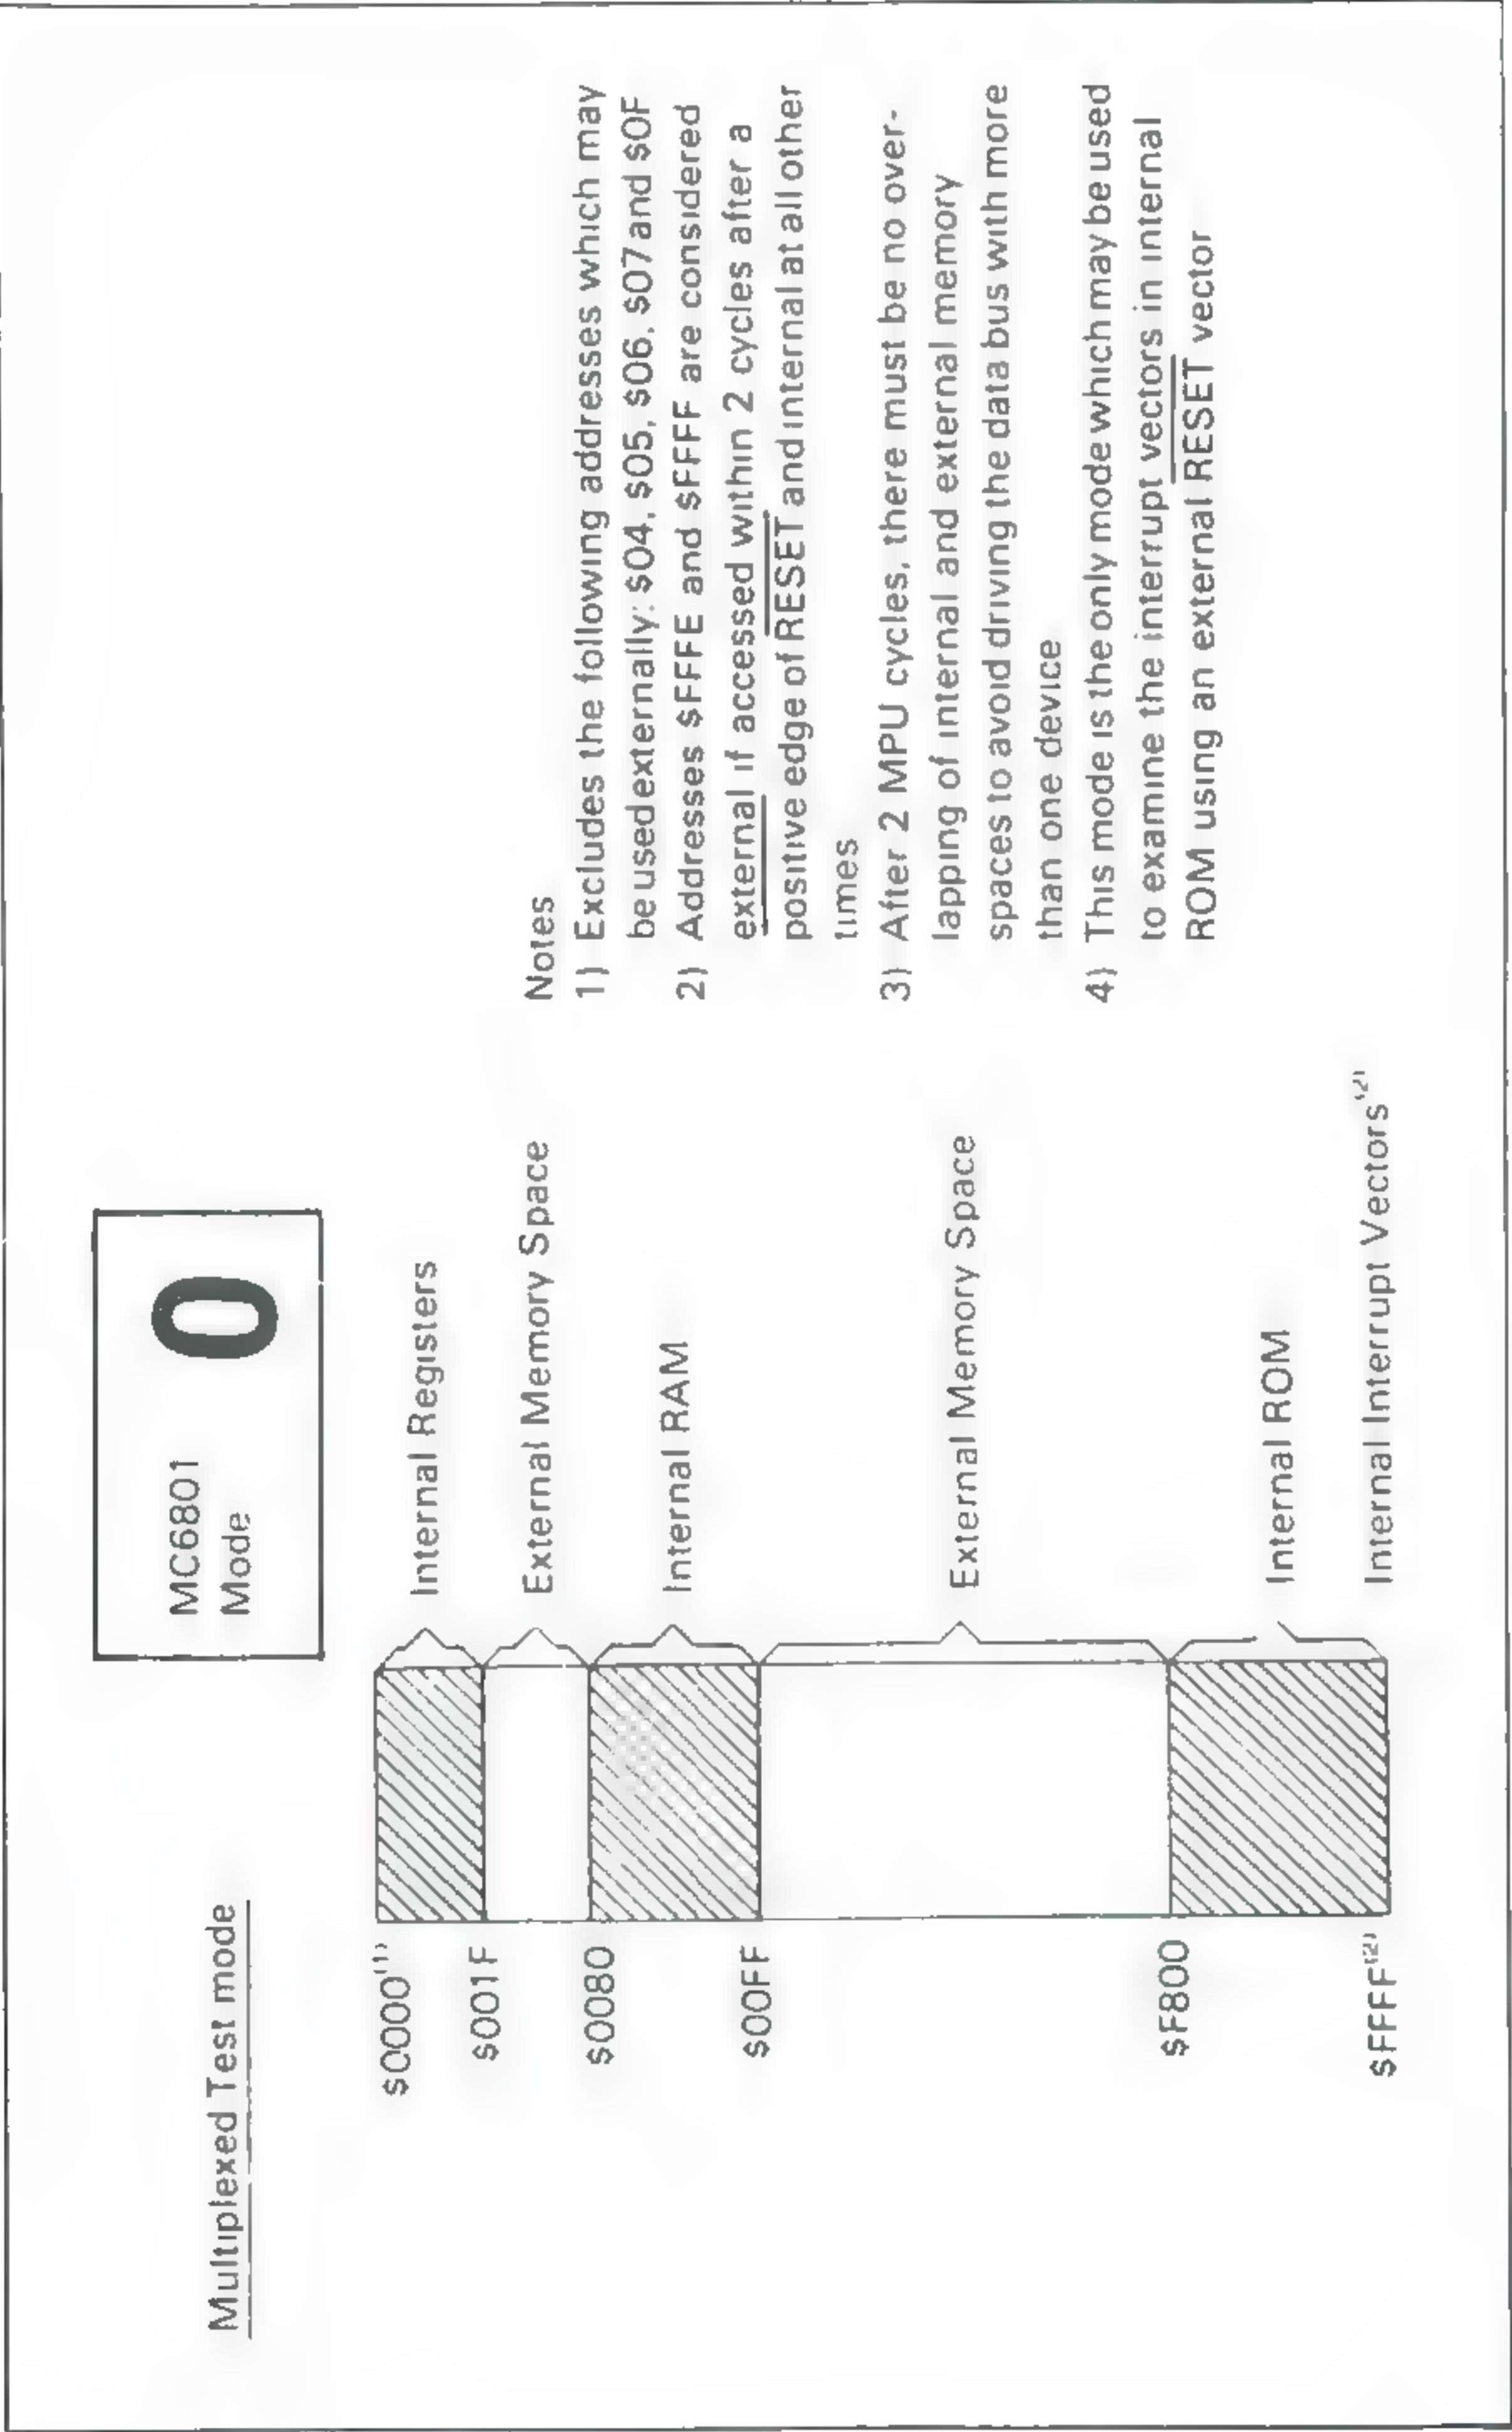 Multiplexed Test mode
MC6801
Mode
0
$0000(1)
$001F
$0080
$00FF
$F800
$FFFF(2)
Internal Registers
External Memory Space
Internal RAM
External Memory Space
Internal ROM
Internal Interrupt Vectors(2)
Notes
1) Excludes the following addresses which may
be used externally: $04, $05, $06, $07 and $0F
2) Addresses $FFFE and $FFFF are considered
external if accessed within 2 cycles after a
positive edge of RESET and internal at all other
times
3) After 2 MPU cycles, there must be no over-
lapping of internal and external memory
spaces to avoid driving the data bus with more
than one device
4) This mode is the only mode which may be used
to examine the interrupt vectors in internal
ROM using an external RESET vector